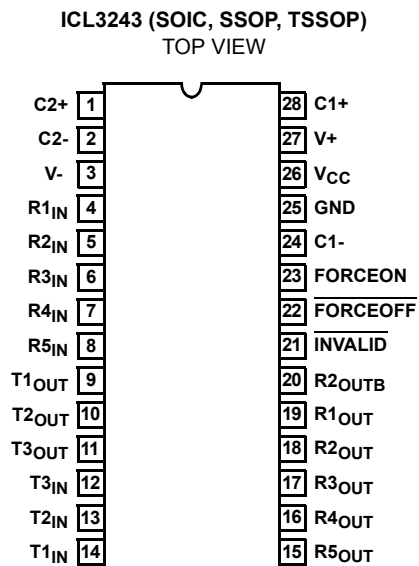 ICL3243 (SOIC, SSOP, TSSOP)
TOP VIEW
C2+ 1 28 C1+
C2- 2 27 V+
V- 3 26 VCC
R1IN 4 25 GND
R2IN 5 24 C1-
R3IN 6 23 FORCEON
R4IN 7 22 FORCEOFF
R5IN 8 21 INVALID
T1OUT 9 20 R2OUTB
T2OUT 10 19 R1OUT
T3OUT 11 18 R2OUT
T3IN 12 17 R3OUT
T2IN 13 16 R4OUT
T1IN 14 15 R5OUT